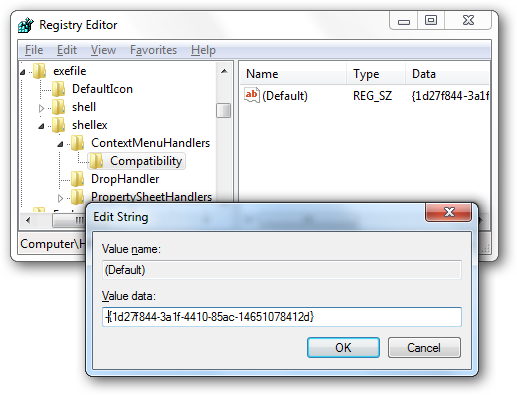 Registry Editor
File Edit View Favorites Help
exefile
DefaultIcon
shell
shellex
ContextMenuHandlers
Compatibility
DropHandler
PropertySheetHandlers
Name Type Data
(Default) REG_SZ {1d27f844-3a1f
Computer\H
Edit String
Value name:
(Default)
Value data:
-{1d27f844-3a1f-4410-85ac-14651078412d}
OK Cancel